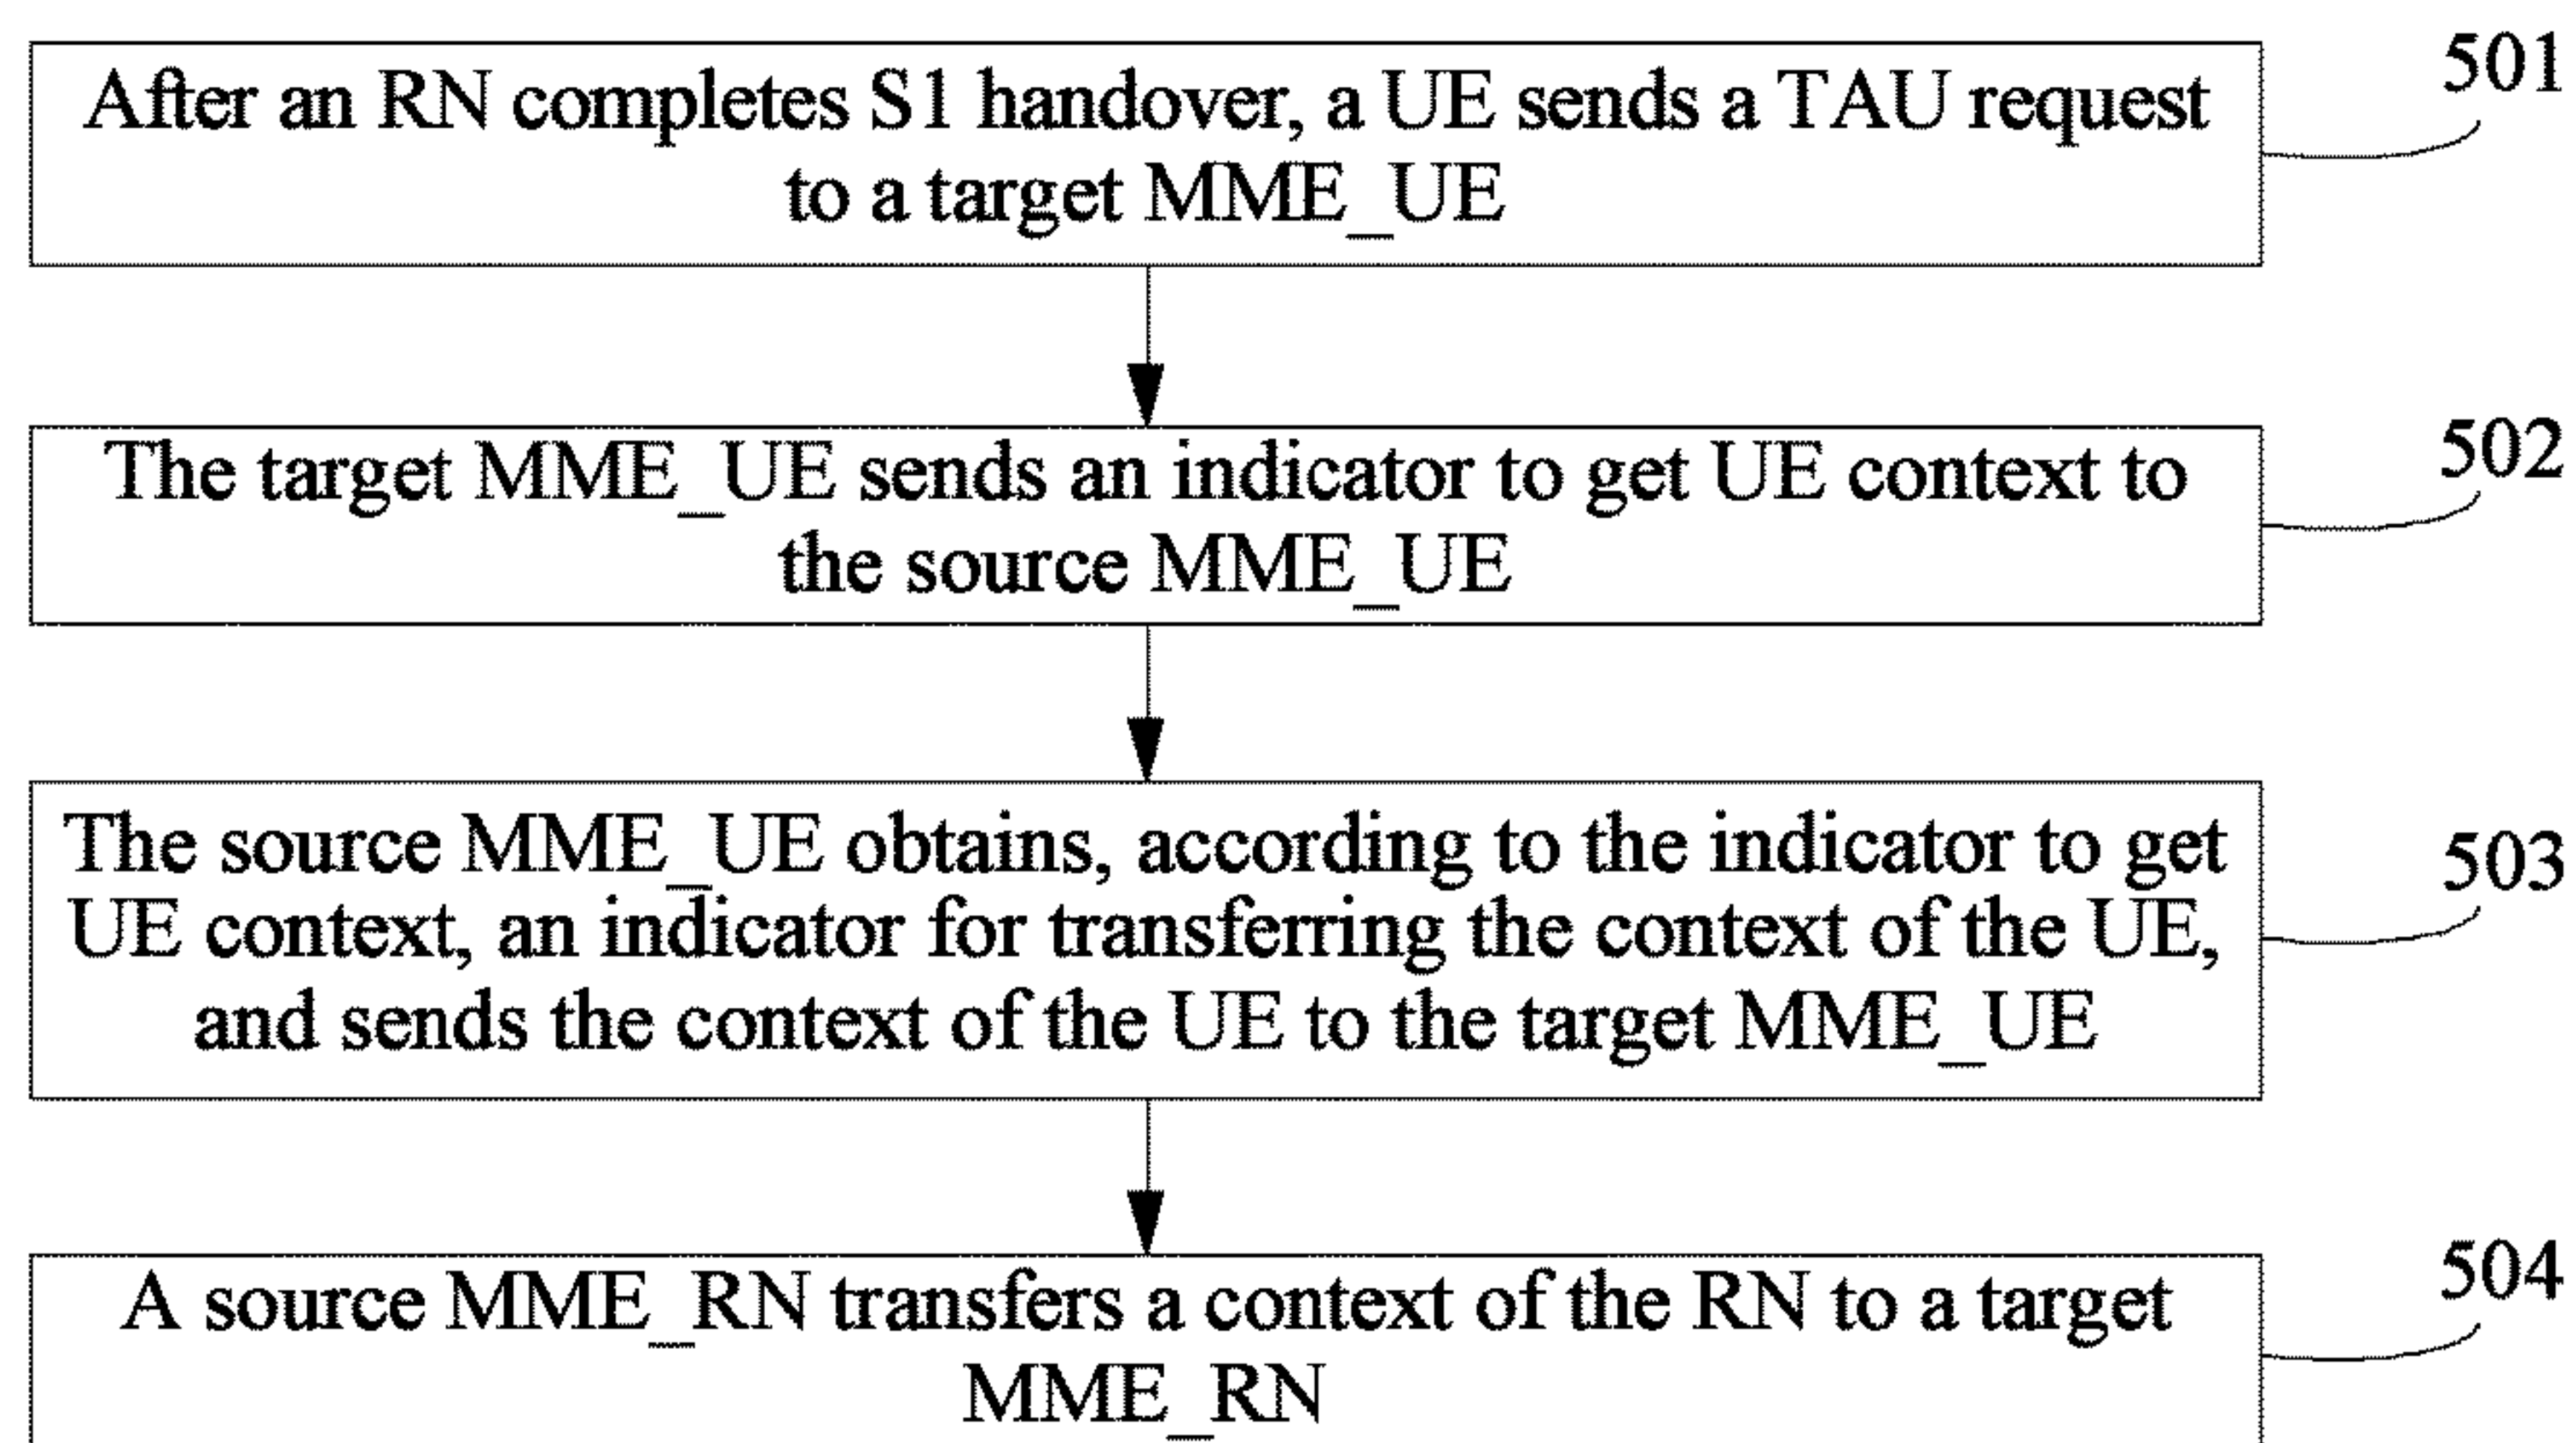 After an RN completes S1 handover, a UE sends a TAU request
to a target MME_UE
501
The target MME_UE sends an indicator to get UE context to
the source MME_UE
502
The source MME_UE obtains, according to the indicator to get
UE context, an indicator for transferring the context of the UE,
and sends the context of the UE to the target MME_UE
503
A source MME_RN transfers a context of the RN to a target
MME_RN
504